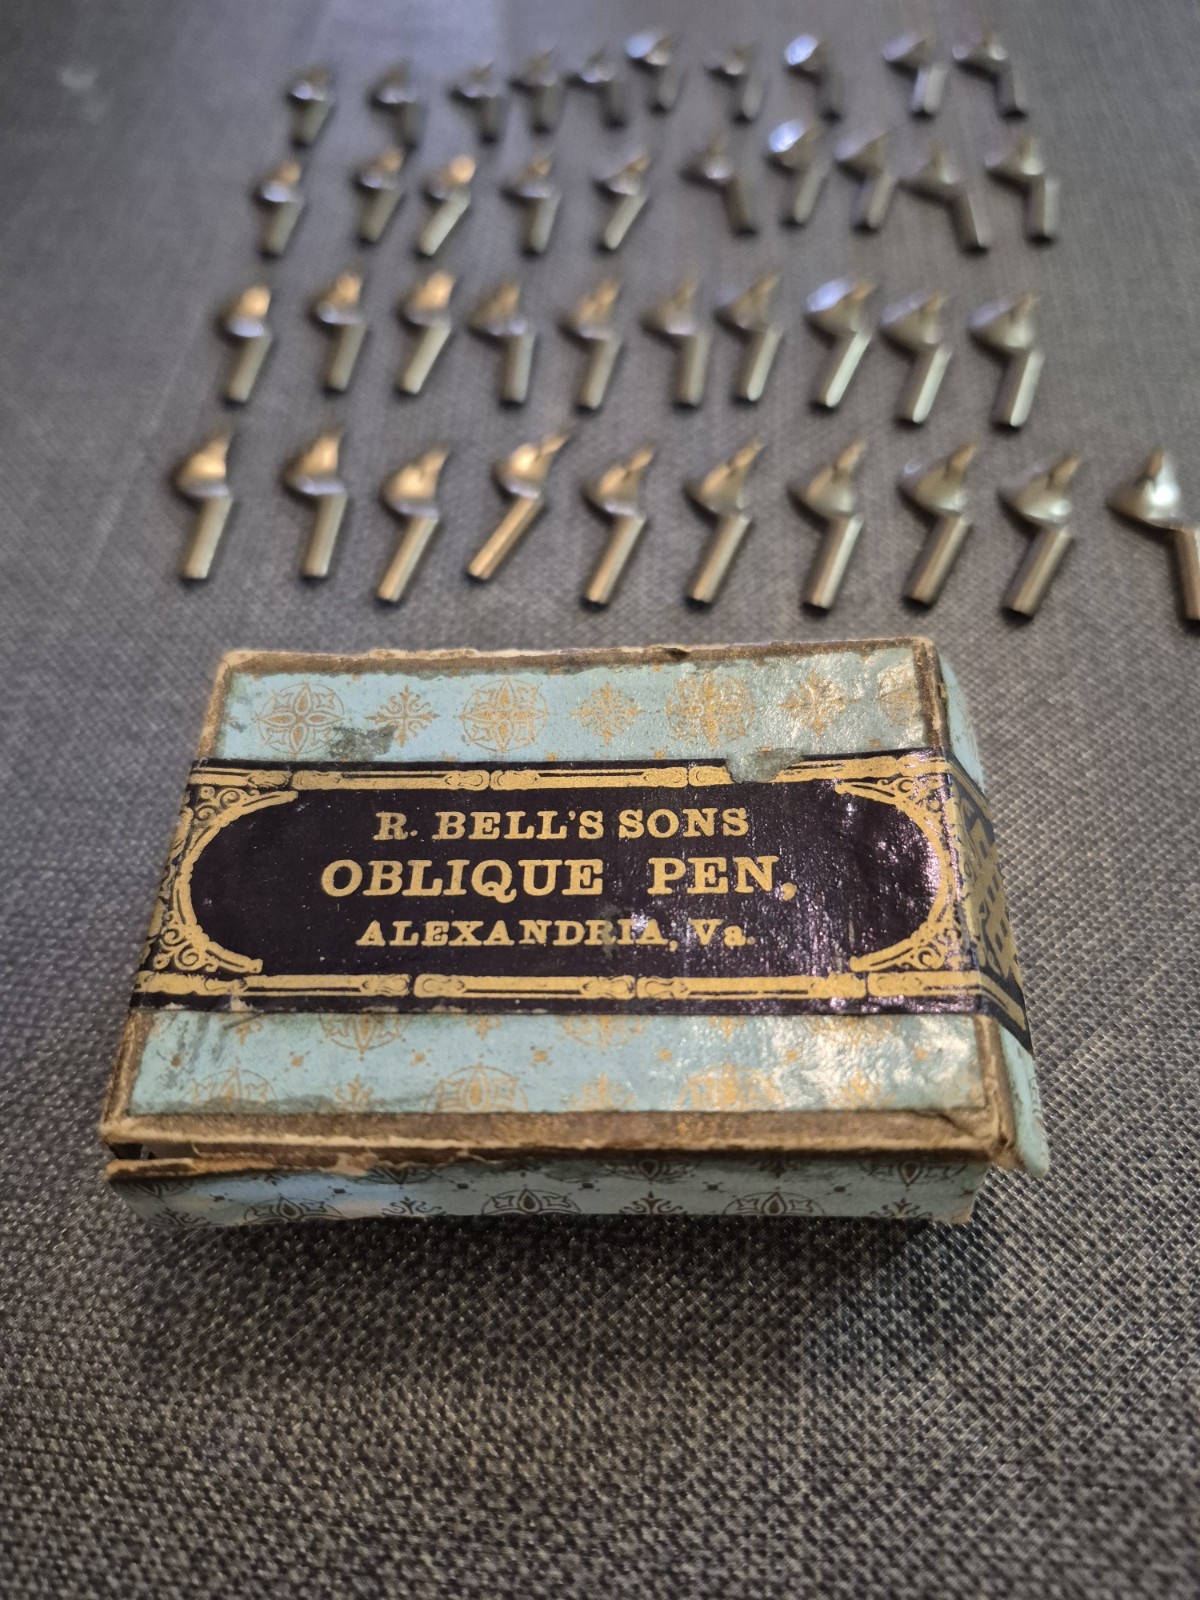 R. BELL'S SONS
OBLIQUE PEN,
ALEXANDRIA, Va.